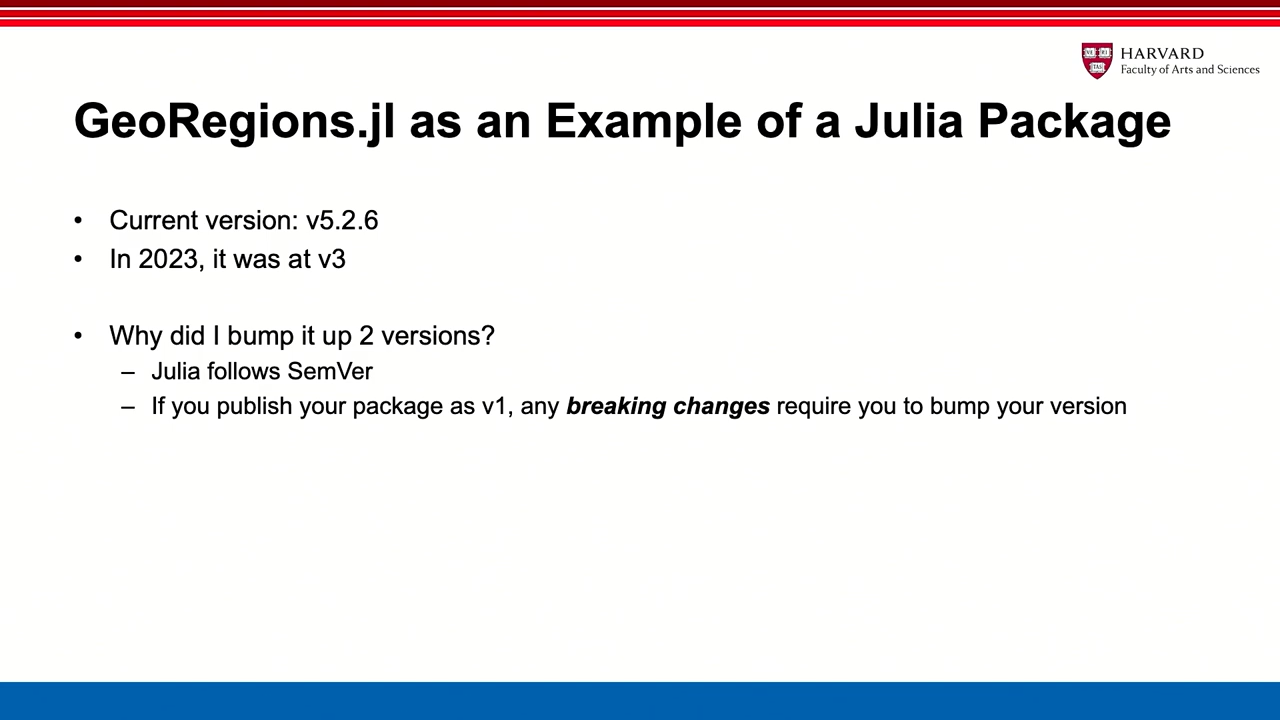 HARVARD
Faculty of Arts and Sciences
GeoRegions.jl as an Example of a Julia Package
• Current version: v5.2.6
• In 2023, it was at v3
• Why did I bump it up 2 versions?
– Julia follows SemVer
– If you publish your package as v1, any breaking changes require you to bump your version